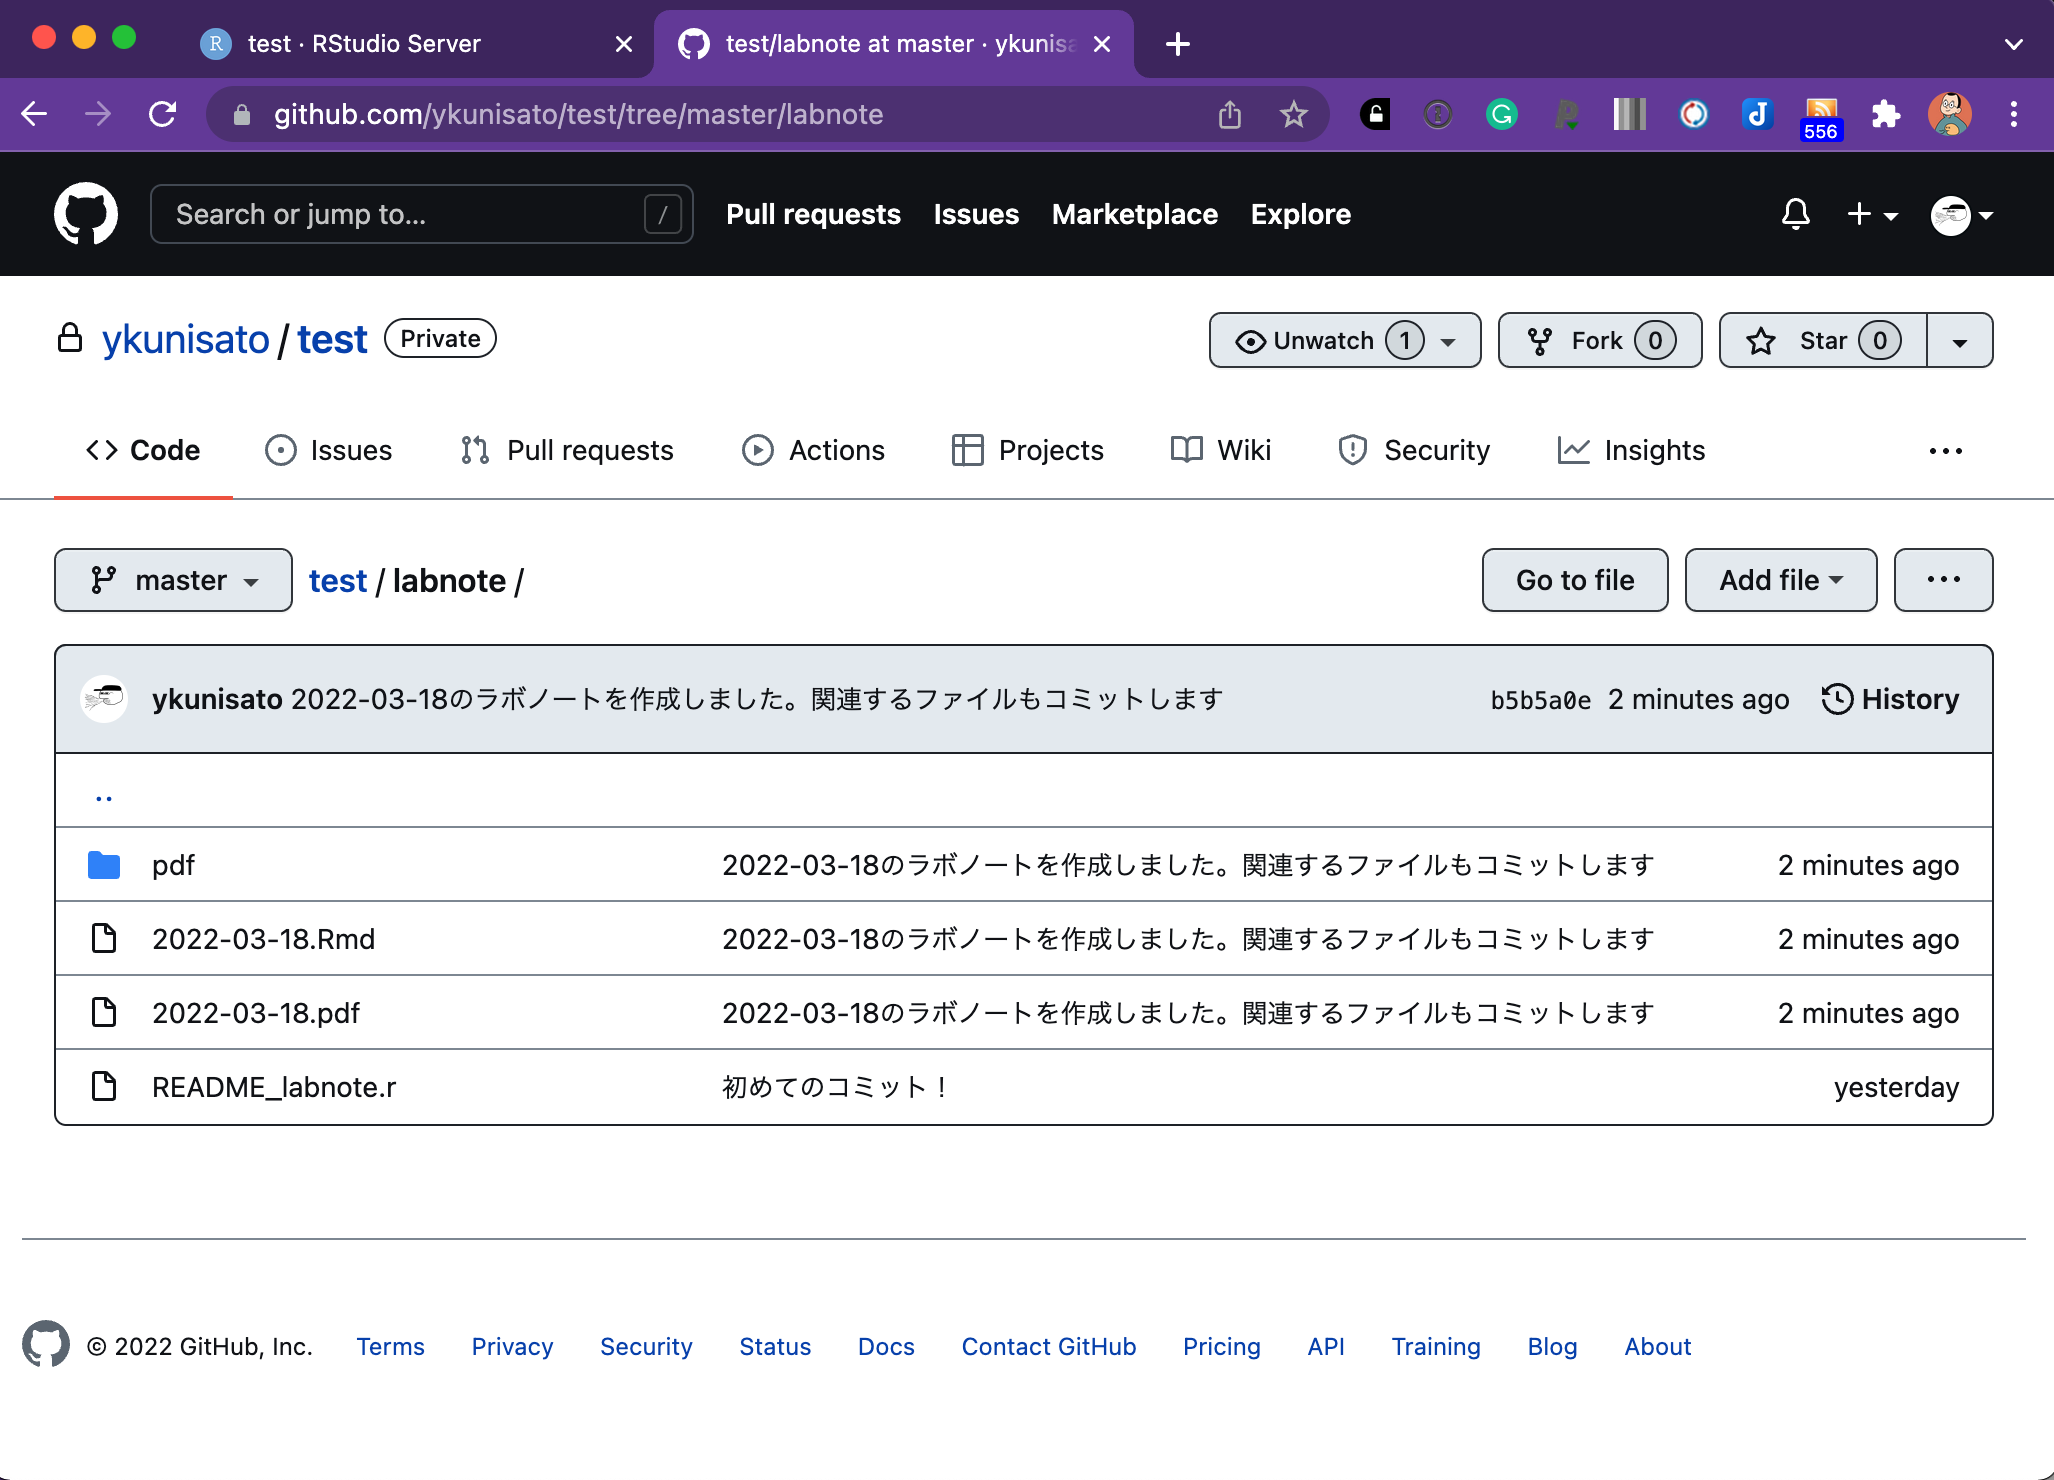 test · RStudio Server
test/labnote at master · ykunisa
github.com/ykunisato/test/tree/master/labnote
556
Search or jump to... /
Pull requests Issues Marketplace Explore
ykunisato / test Private
Unwatch 1 Fork 0 Star 0
Code Issues Pull requests Actions Projects Wiki Security Insights
master test / labnote / Go to file Add file
ykunisato 2022-03-18のラボノートを作成しました。関連するファイルもコミットします b5b5a0e 2 minutes ago History
..
pdf 2022-03-18のラボノートを作成しました。関連するファイルもコミットします 2 minutes ago
2022-03-18.Rmd 2022-03-18のラボノートを作成しました。関連するファイルもコミットします 2 minutes ago
2022-03-18.pdf 2022-03-18のラボノートを作成しました。関連するファイルもコミットします 2 minutes ago
README_labnote.r 初めてのコミット！ yesterday
© 2022 GitHub, Inc. Terms Privacy Security Status Docs Contact GitHub Pricing API Training Blog About